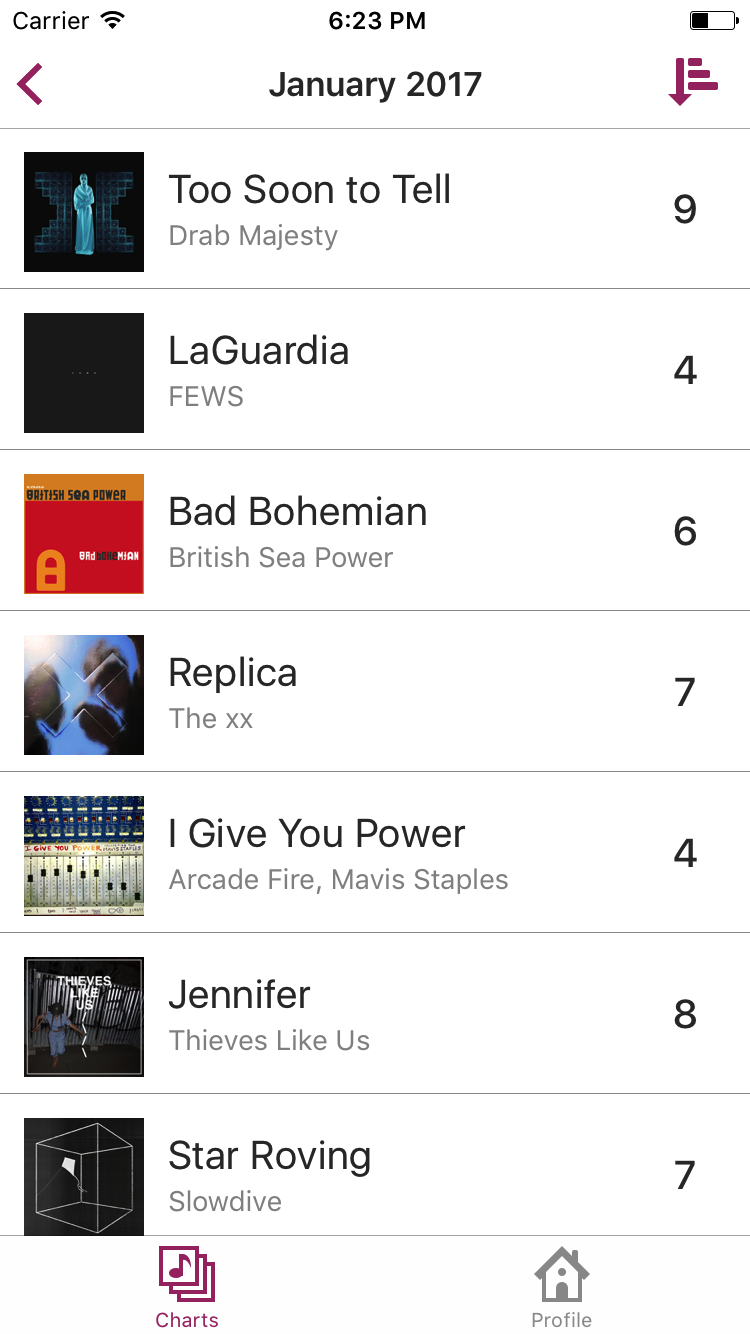 Carrier 6:23 PM
January 2017
Too Soon to Tell
Drab Majesty
9
LaGuardia
FEWS
4
BRITISH SEA POWER
BAD BOHEMIAN
Bad Bohemian
British Sea Power
6
Replica
The xx
7
I GIVE YOU POWER
MAVIS STAPLES
I Give You Power
Arcade Fire, Mavis Staples
4
THIEVES
LIKE
US
Jennifer
Thieves Like Us
8
Star Roving
Slowdive
7
Charts
Profile